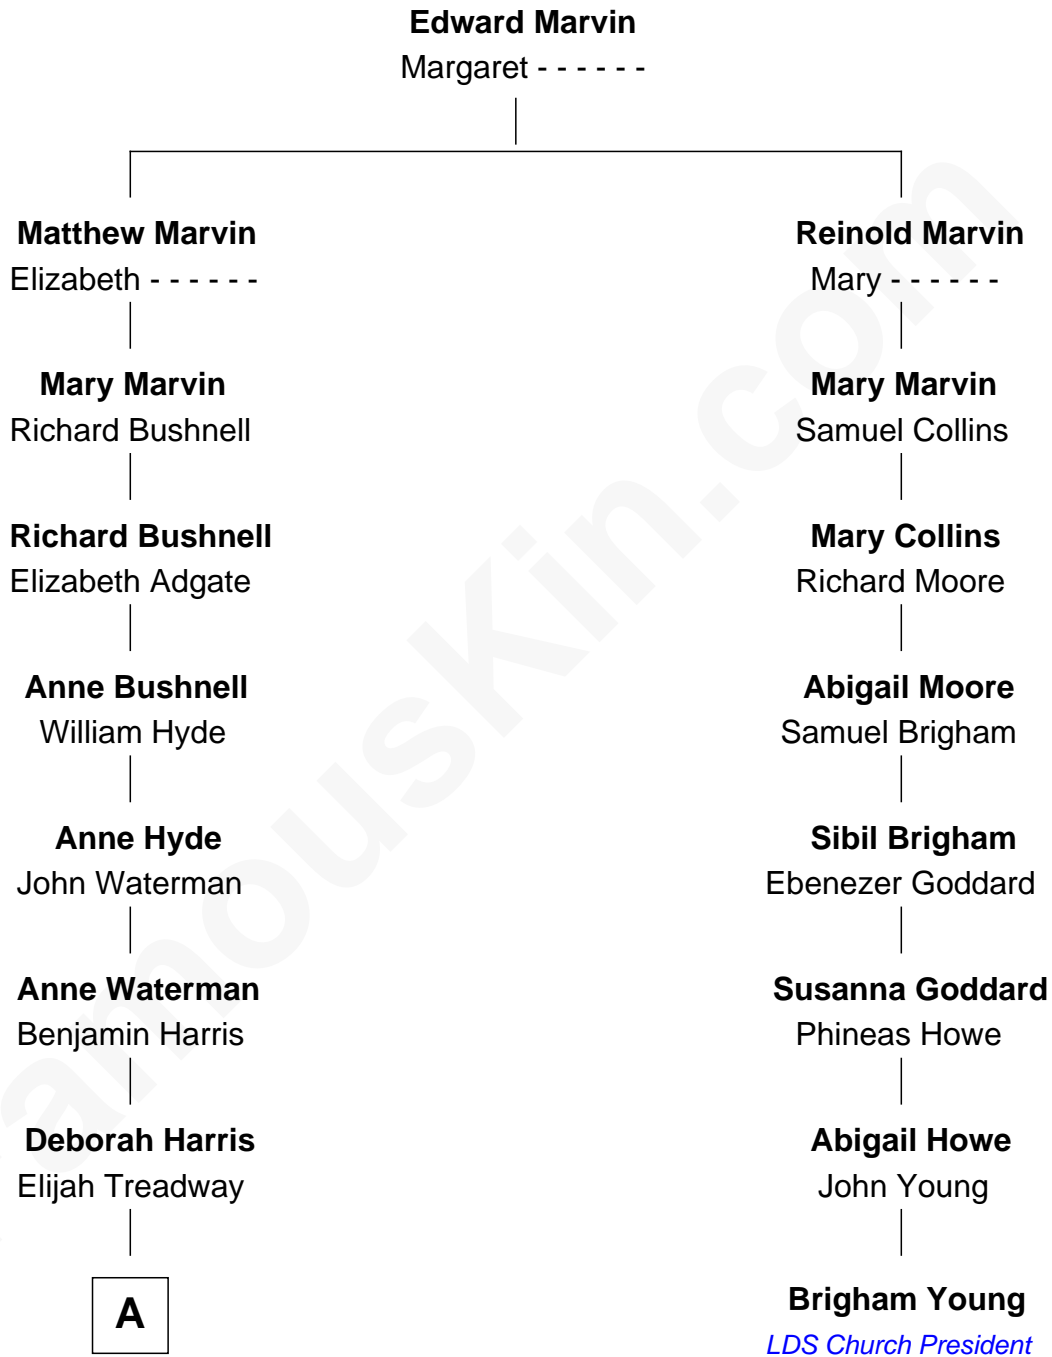 Edward Marvin
Margaret - - - - - -
Matthew Marvin
Elizabeth - - - - - -
Reinold Marvin
Mary - - - - - -
Mary Marvin
Richard Bushnell
Mary Marvin
Samuel Collins
Richard Bushnell
Elizabeth Adgate
Mary Collins
Richard Moore
Anne Bushnell
William Hyde
Abigail Moore
Samuel Brigham
Anne Hyde
John Waterman
Sibil Brigham
Ebenezer Goddard
Anne Waterman
Benjamin Harris
Susanna Goddard
Phineas Howe
Deborah Harris
Elijah Treadway
Abigail Howe
John Young
A
Brigham Young
LDS Church President
amouskin.com